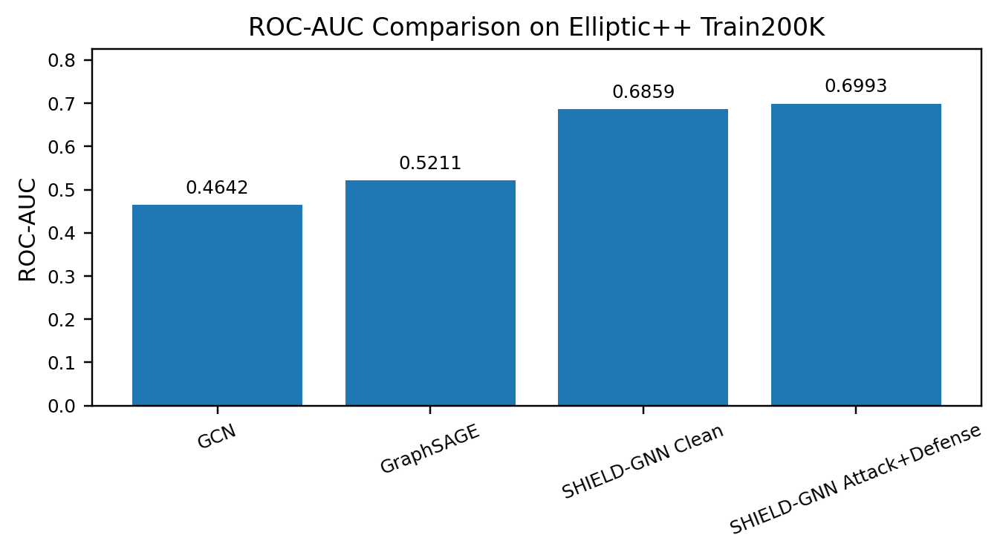 ROC-AUC Comparison on Elliptic++ Train200K
ROC-AUC
0.8
0.7
0.6
0.5
0.4
0.3
0.2
0.1
0.0
0.4642
0.5211
0.6859
0.6993
GCN
GraphSAGE
SHIELD-GNN Clean
SHIELD-GNN Attack+Defense